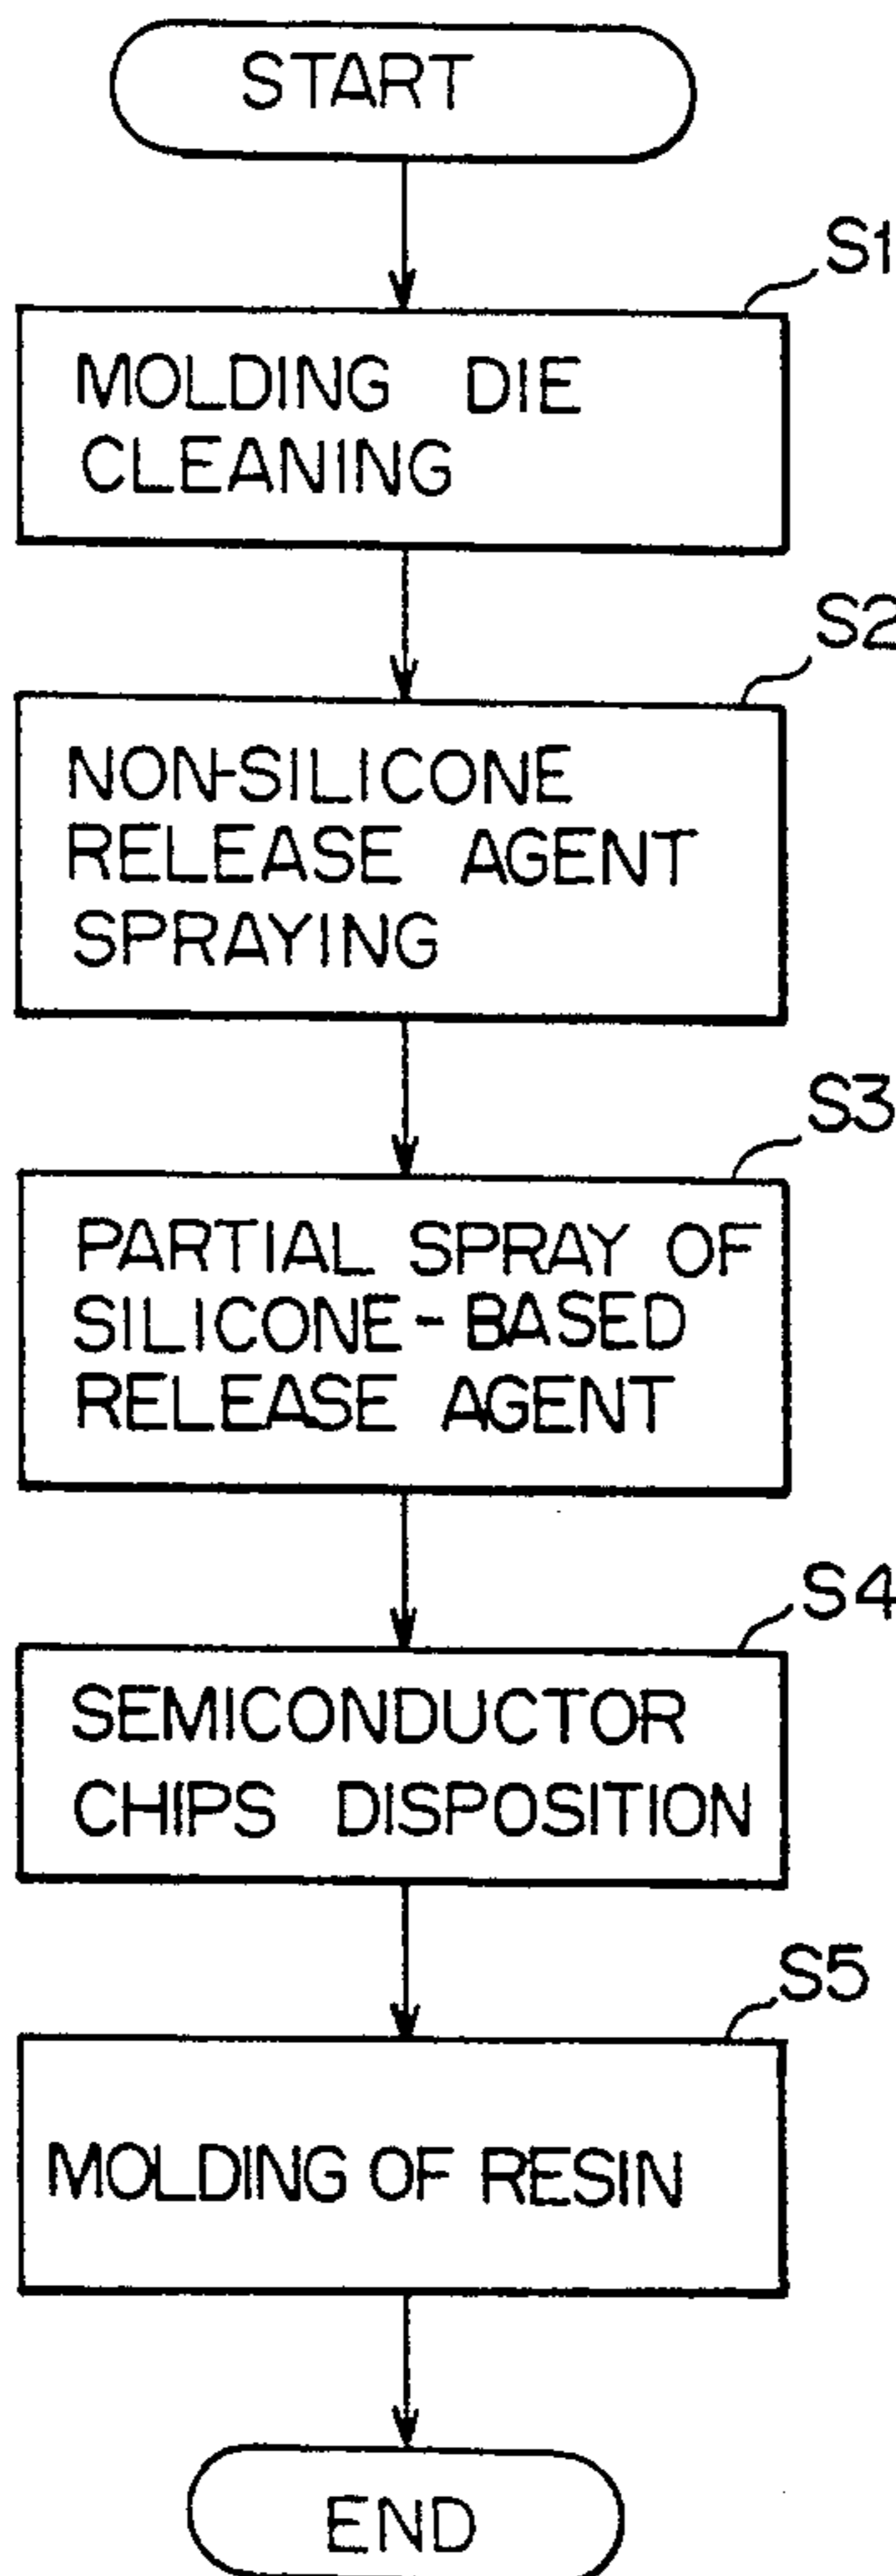 START
S1
MOLDING DIE
CLEANING
S2
NON-SILICONE
RELEASE AGENT
SPRAYING
S3
PARTIAL SPRAY OF
SILICONE-BASED
RELEASE AGENT
S4
SEMICONDUCTOR
CHIPS DISPOSITION
S5
MOLDING OF RESIN
END